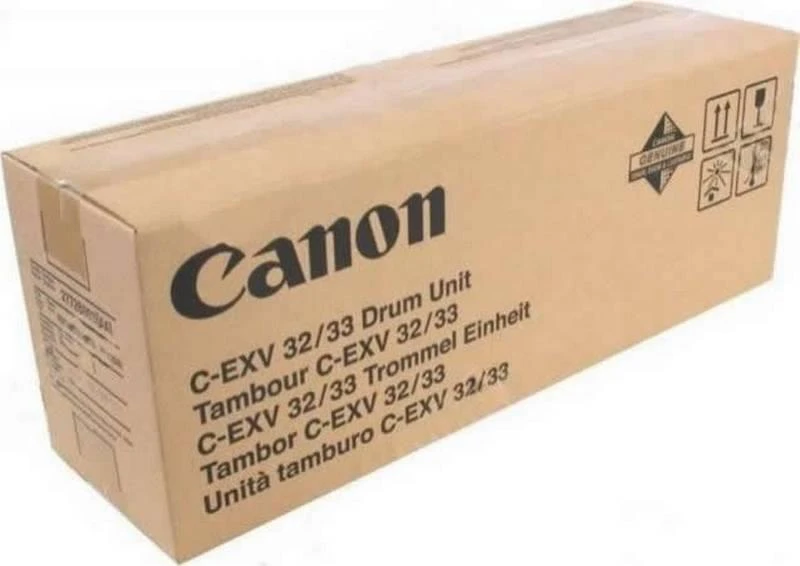 Canon
C-EXV 32/33 Drum Unit
Tambour C-EXV 32/33
C-EXV 32/33 Trommel Einheit
Tambor C-EXV 32/33
Unità tamburo C-EXV 32/33
CANON
GENUINE